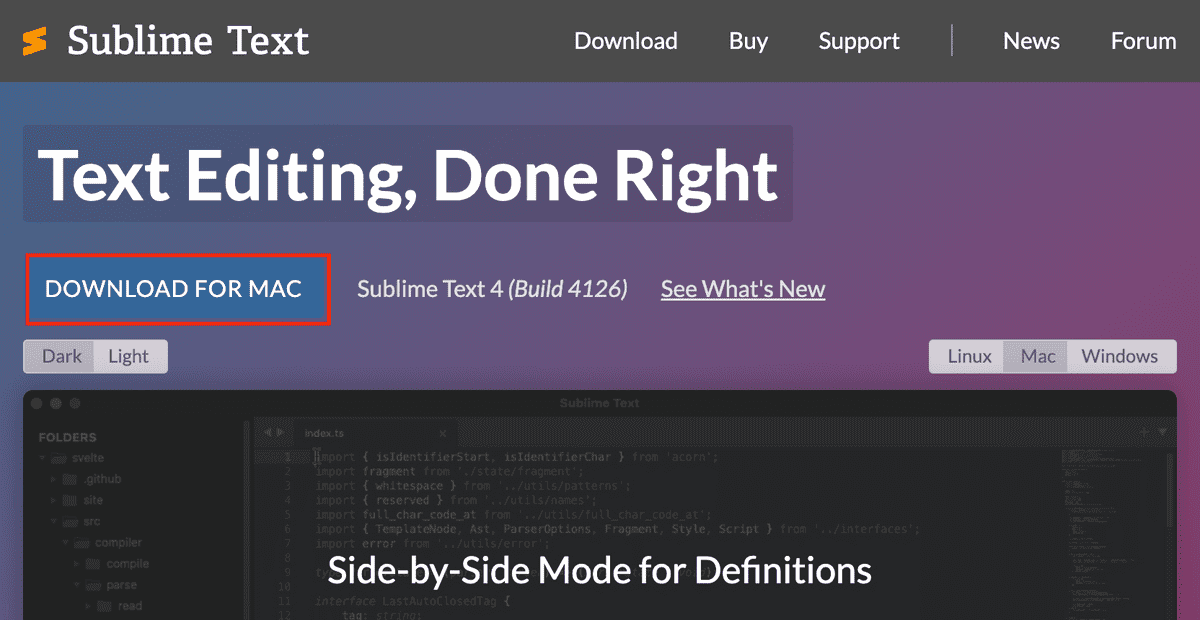 Sublime Text
Download Buy Support News Forum
Text Editing, Done Right
DOWNLOAD FOR MAC
Sublime Text 4 (Build 4126)
See What's New
Dark Light
Linux Mac Windows
Sublime Text
FOLDERS
svelte
.github
site
src
compiler
compile
parse
read
index.ts
1 import { isIdentifierStart, isIdentifierChar } from 'acorn';
2 import fragment from './state/fragment';
3 import { whitespace } from '../utils/patterns';
4 import { reserved } from '../utils/names';
5 import full_char_code_at from '../utils/full_char_code_at';
6 import { TemplateNode, Ast, ParserOptions, Fragment, Style, Script } from '../interfaces';
7 import error from '../utils/error';
8
9
10
11 interface LastAutoClosedTag {
12 tag: string;
Side-by-Side Mode for Definitions